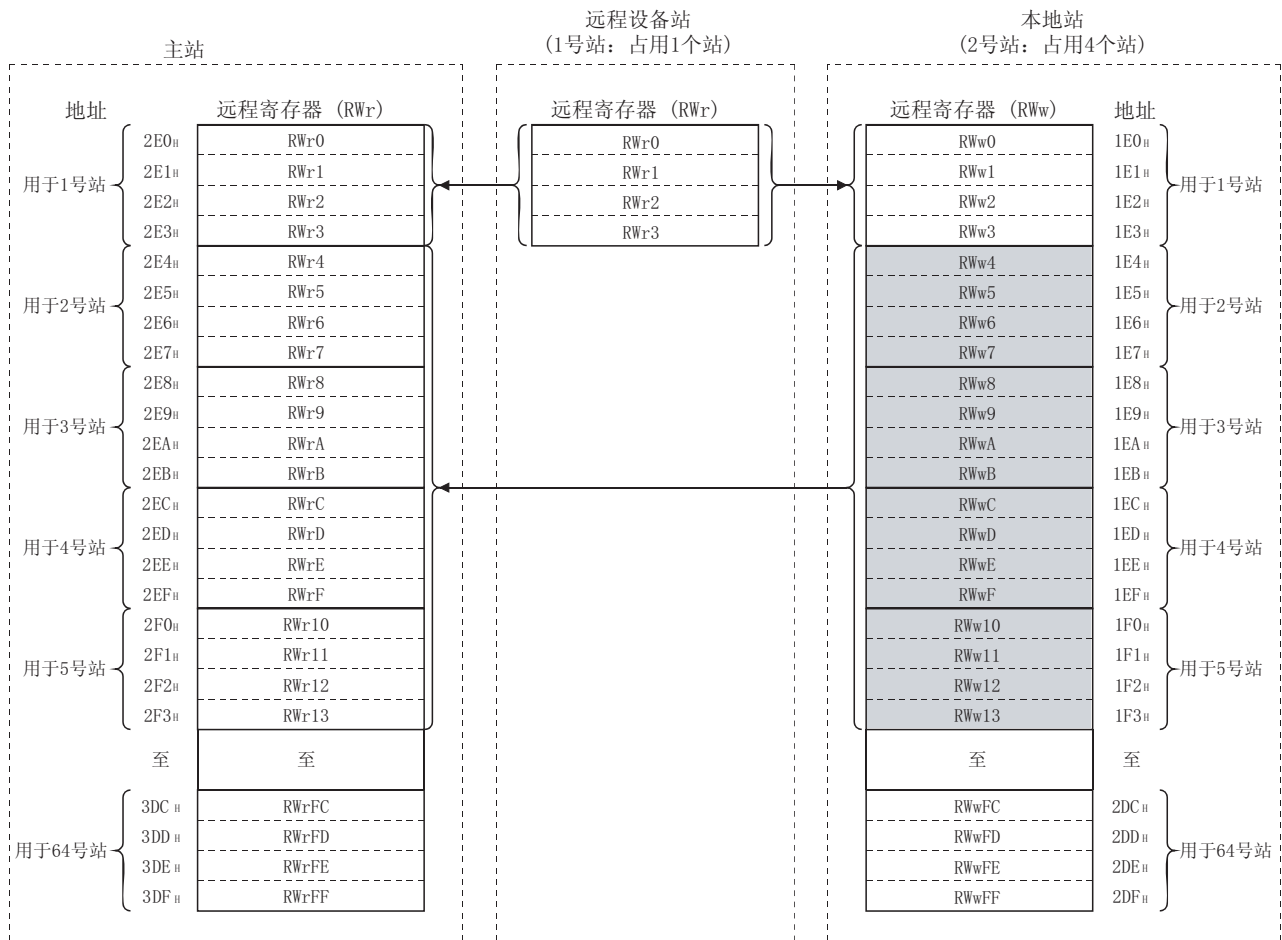 主站
远程设备站
(1号站：占用1个站)
本地站
(2号站：占用4个站)
地址 远程寄存器 (RWr) 远程寄存器 (RWr) 远程寄存器 (RWw) 地址
2E0H RWr0 RWr0 RWw0 1E0H
2E1H RWr1 RWr1 RWw1 1E1H
用于1号站 用于1号站
2E2H RWr2 RWr2 RWw2 1E2H
2E3H RWr3 RWr3 RWw3 1E3H
2E4H RWr4 RWw4 1E4H
2E5H RWr5 RWw5 1E5H
用于2号站 用于2号站
2E6H RWr6 RWw6 1E6H
2E7H RWr7 RWw7 1E7H
2E8H RWr8 RWw8 1E8H
2E9H RWr9 RWw9 1E9H
用于3号站 用于3号站
2EAH RWrA RWwA 1EAH
2EBH RWrB RWwB 1EBH
2ECH RWrC RWwC 1ECH
2EDH RWrD RWwD 1EDH
用于4号站 用于4号站
2EEH RWrE RWwE 1EEH
2EFH RWrF RWwF 1EFH
2F0H RWr10 RWw10 1F0H
2F1H RWr11 RWw11 1F1H
用于5号站 用于5号站
2F2H RWr12 RWw12 1F2H
2F3H RWr13 RWw13 1F3H
至 至 至 至
3DCH RWrFC RWwFC 2DCH
3DDH RWrFD RWwFD 2DDH
用于64号站 用于64号站
3DEH RWrFE RWwFE 2DEH
3DFH RWrFF RWwFF 2DFH